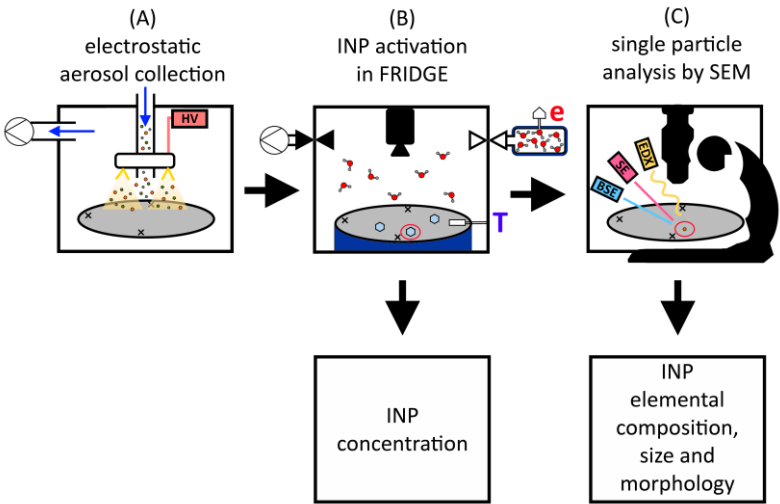 (A)
electrostatic
aerosol collection
HV
(B)
INP activation
in FRIDGE
e
T
(C)
single particle
analysis by SEM
EDX
SE
BSE
INP
concentration
INP
elemental
composition,
size and
morphology